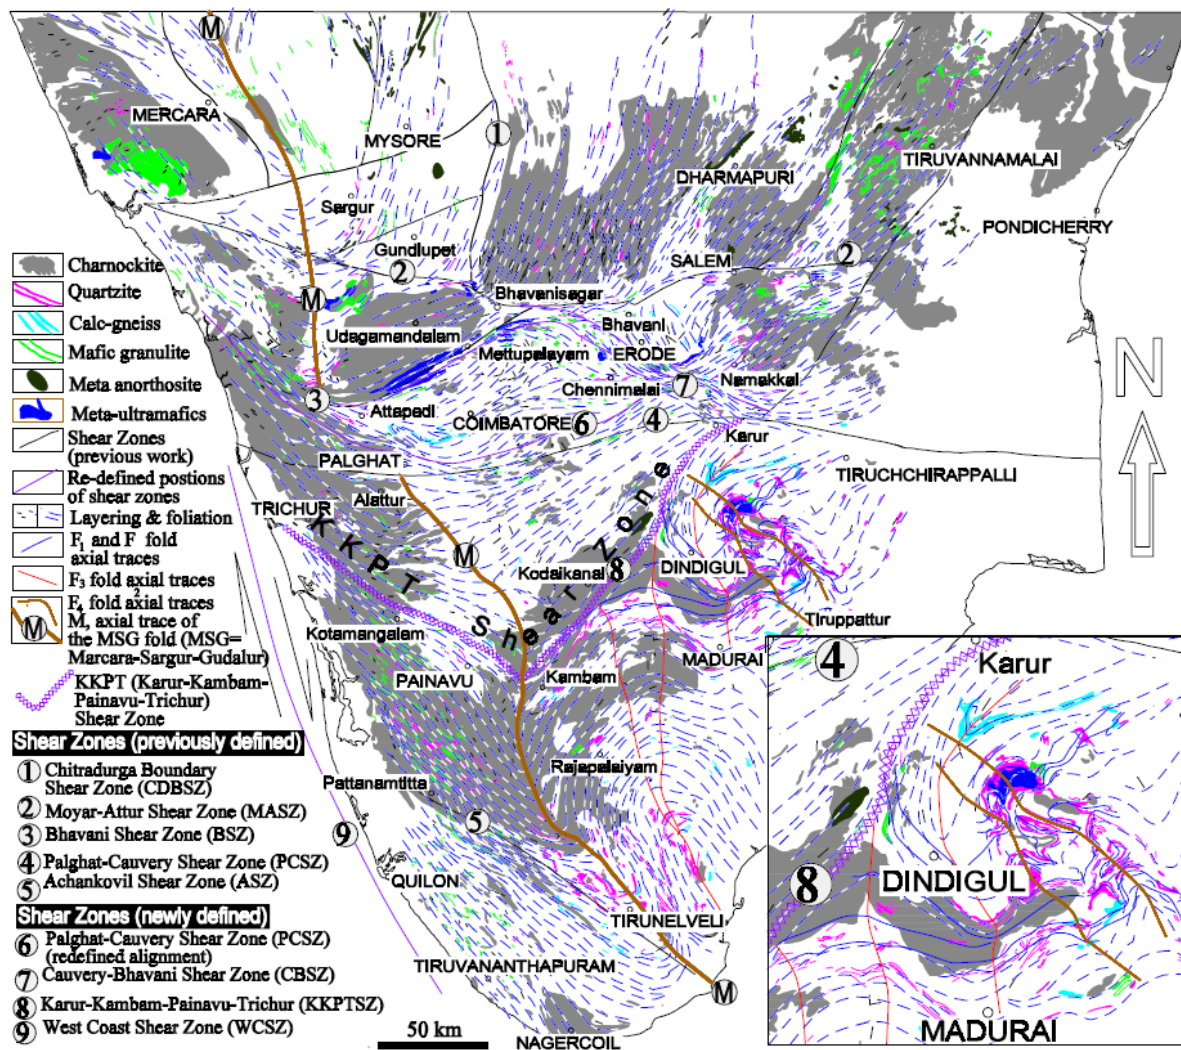 M
MERCARA
MYSORE
1
DHARMAPURI
TIRUVANNAMALAI
Sargur
PONDICHERRY
Gundlupet
2
SALEM
2
M
Bhavanisagar
Udagamandalam
Bhavani
Mettupalayam
ERODE
N
3
Attapadi
Chennimalai
7
Namakkal
COIMBATORE
6
4
Karur
PALGHAT
TIRUCHCHIRAPPALLI
Alattur
TRICHUR
KKPT Shear Zone
M
Kodaikanal
8
DINDIGUL
Tiruppattur
Kotamangalam
MADURAI
PAINAVU
Kambam
Rajapalaiyam
Pattanamtitta
9
5
QUILON
TIRUNELVELI
TIRUVANANTHAPURAM
M
NAGERCOIL
50 km
Charnockite
Quartzite
Calc-gneiss
Mafic granulite
Meta anorthosite
Meta-ultramafics
Shear Zones
(previous work)
Re-defined postions
of shear zones
Layering & foliation
F1 and F2 fold
axial traces
F3 fold axial traces
F4 fold axial traces
M
M, axial trace of
the MSG fold (MSG=
Marcara-Sargur-Gudalur)
KKPT (Karur-Kambam-
Painavu-Trichur)
Shear Zone
Shear Zones (previously defined)
1 Chitradurga Boundary
Shear Zone (CDBSZ)
2 Moyar-Attur Shear Zone (MASZ)
3 Bhavani Shear Zone (BSZ)
4 Palghat-Cauvery Shear Zone (PCSZ)
5 Achankovil Shear Zone (ASZ)
Shear Zones (newly defined)
6 Palghat-Cauvery Shear Zone (PCSZ)
(redefined alignment)
7 Cauvery-Bhavani Shear Zone (CBSZ)
8 Karur-Kambam-Painavu-Trichur (KKPTSZ)
9 West Coast Shear Zone (WCSZ)
4
Karur
8
DINDIGUL
MADURAI